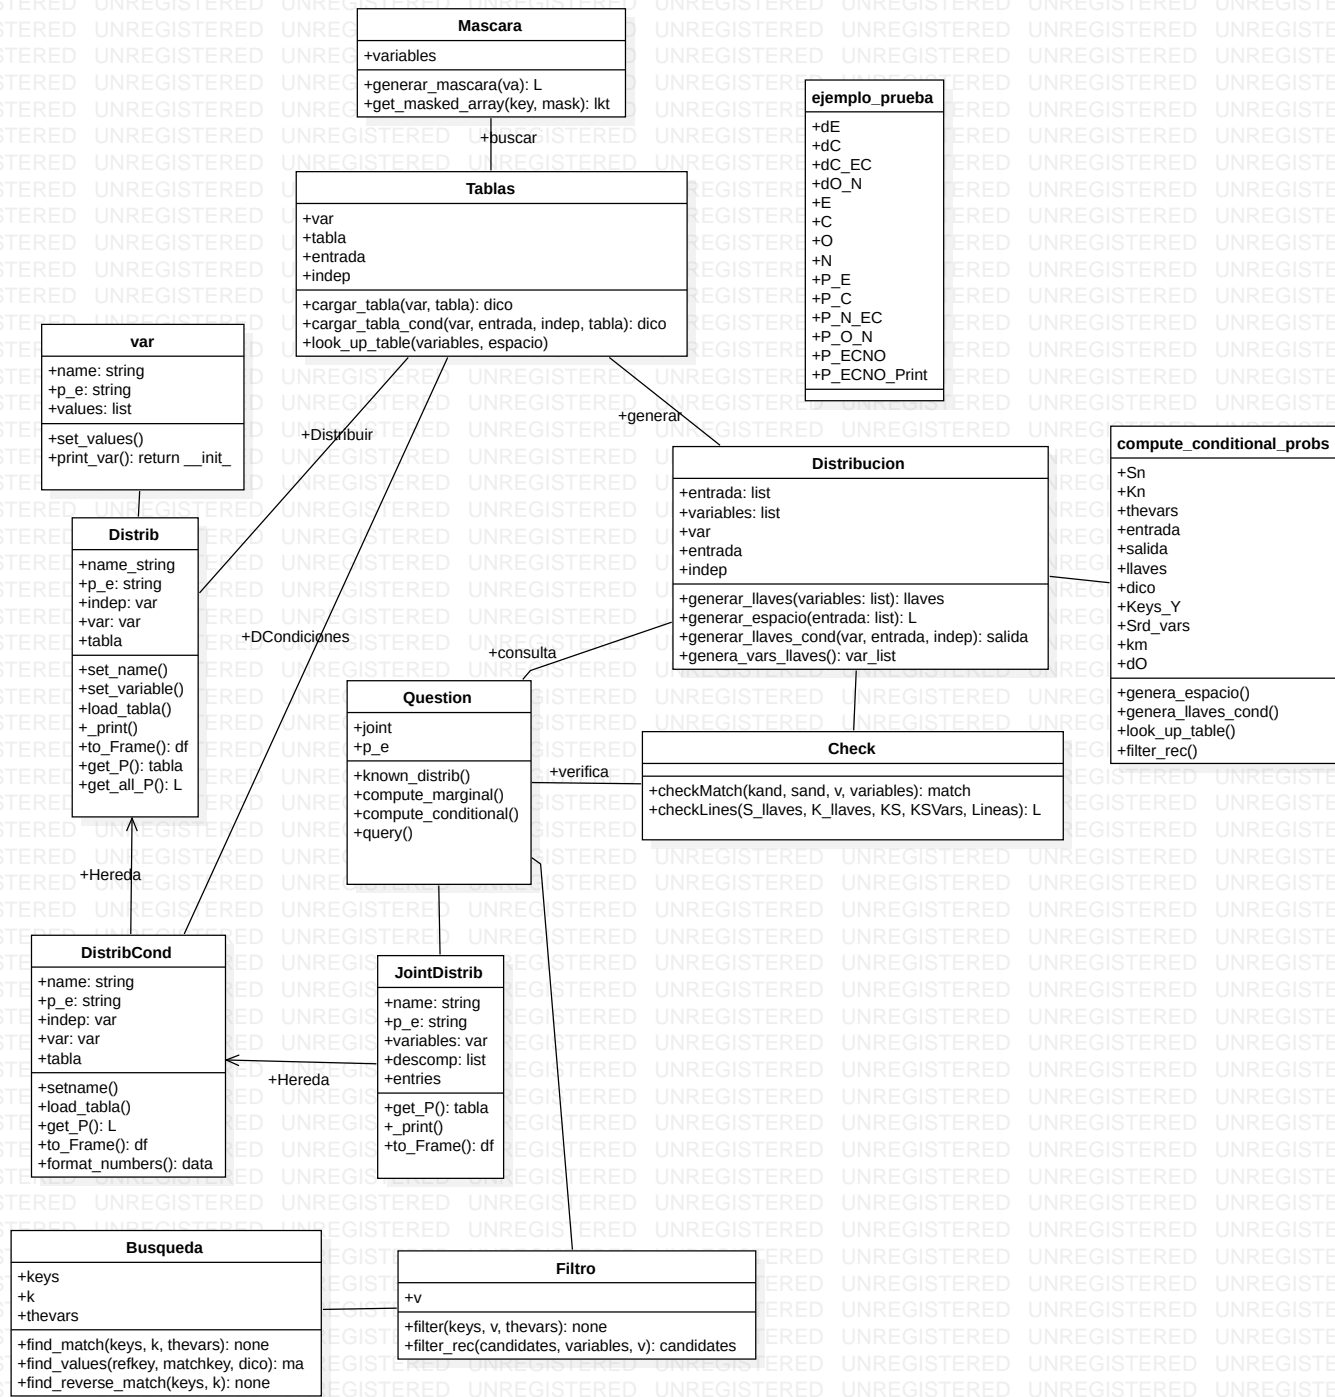 Mascara
+variables
+generar_mascara(va): L
+get_masked_array(key, mask): lkt
+buscar
Tablas
+var
+tabla
+entrada
+indep
+cargar_tabla(var, tabla): dico
+cargar_tabla_cond(var, entrada, indep, tabla): dico
+look_up_table(variables, espacio)
ejemplo_prueba
+dE
+dC
+dC_EC
+dO_N
+E
+C
+O
+N
+P_E
+P_C
+P_N_EC
+P_O_N
+P_ECNO
+P_ECNO_Print
var
+name: string
+p_e: string
+values: list
+set_values()
+print_var(): return __init_
+Distribuir
+generar
Distrib
+name_string
+p_e: string
+indep: var
+var: var
+tabla
+set_name()
+set_variable()
+load_tabla()
+_print()
+to_Frame(): df
+get_P(): tabla
+get_all_P(): L
+DCondiciones
Distribucion
+entrada: list
+variables: list
+var
+entrada
+indep
+generar_llaves(variables: list): llaves
+generar_espacio(entrada: list): L
+generar_llaves_cond(var, entrada, indep): salida
+genera_vars_llaves(): var_list
compute_conditional_probs
+Sn
+Kn
+thevars
+entrada
+salida
+llaves
+dico
+Keys_Y
+Srd_vars
+km
+dO
+genera_espacio()
+genera_llaves_cond()
+look_up_table()
+filter_rec()
+consulta
Question
+joint
+p_e
+known_distrib()
+compute_marginal()
+compute_conditional()
+query()
+verifica
Check
+checkMatch(kand, sand, v, variables): match
+checkLines(S_llaves, K_llaves, KS, KSVars, Lineas): L
+Hereda
DistribCond
+name: string
+p_e: string
+indep: var
+var: var
+tabla
+setname()
+load_tabla()
+get_P(): L
+to_Frame(): df
+format_numbers(): data
+Hereda
JointDistrib
+name: string
+p_e: string
+variables: var
+descomp: list
+entries
+get_P(): tabla
+_print()
+to_Frame(): df
Busqueda
+keys
+k
+thevars
+find_match(keys, k, thevars): none
+find_values(refkey, matchkey, dico): ma
+find_reverse_match(keys, k): none
Filtro
+v
+filter(keys, v, thevars): none
+filter_rec(candidates, variables, v): candidates
UNREGISTERED